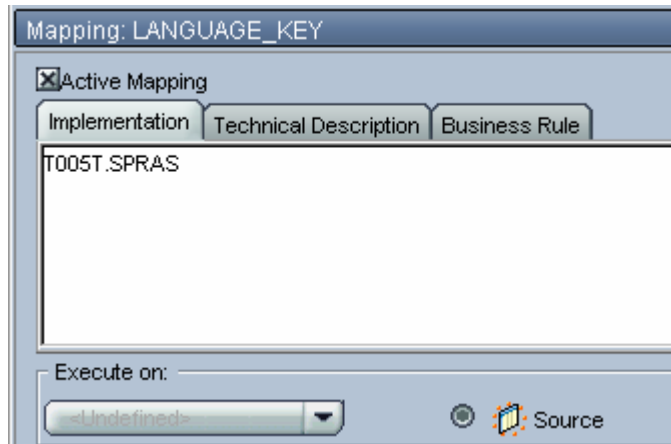 Mapping: LANGUAGE_KEY
Active Mapping
Implementation Technical Description Business Rule
T005T.SPRAS
Execute on:
<Undefined> Source